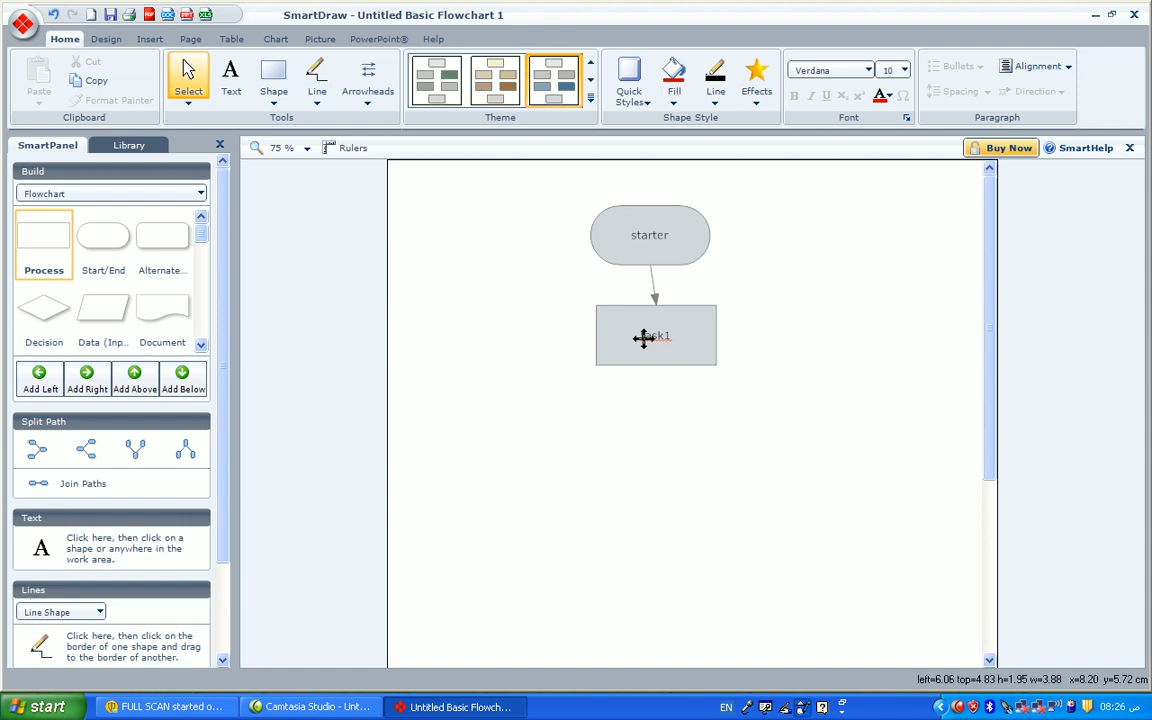 SmartDraw - Untitled Basic Flowchart 1
Home Design Insert Page Table Chart Picture PowerPoint® Help
Paste
Cut
Copy
Format Painter
Clipboard
Select Text Shape Line Arrowheads
Tools
Theme
Quick Styles Fill Line Effects
Shape Style
Verdana 10
B I U X₂ X² A
Font
Bullets Alignment
Spacing Direction
Paragraph
SmartPanel Library
75 % Rulers
Buy Now SmartHelp
Build
Flowchart
Process Start/End Alternate...
Decision Data (Inp... Document
Add Left Add Right Add Above Add Below
Split Path
Join Paths
Text
A
Click here, then click on a
shape or anywhere in the
work area.
Lines
Line Shape
Click here, then click on the
border of one shape and drag
to the border of another.
starter
left=6.06 top=4.83 h=1.95 w=3.88 x=8.20 y=5.72 cm
start
FULL SCAN started o...
Camtasia Studio - Unt...
Untitled Basic Flowch...
EN
08:26 ص